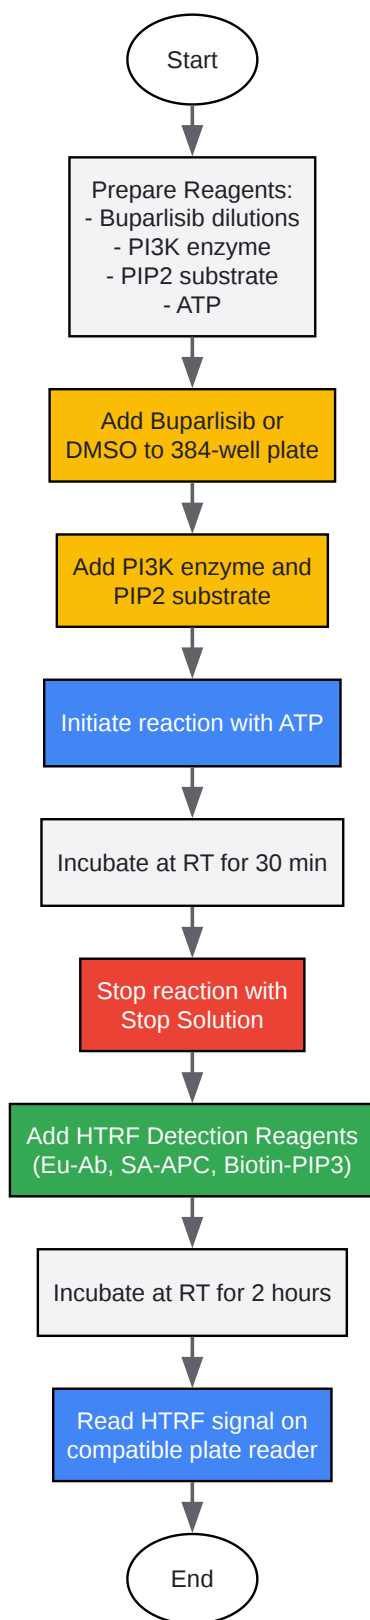 Start
Prepare Reagents:
- Buparlisib dilutions
- PI3K enzyme
- PIP2 substrate
- ATP
Add Buparlisib or
DMSO to 384-well plate
Add PI3K enzyme and
PIP2 substrate
Initiate reaction with ATP
Incubate at RT for 30 min
Stop reaction with
Stop Solution
Add HTRF Detection Reagents
(Eu-Ab, SA-APC, Biotin-PIP3)
Incubate at RT for 2 hours
Read HTRF signal on
compatible plate reader
End